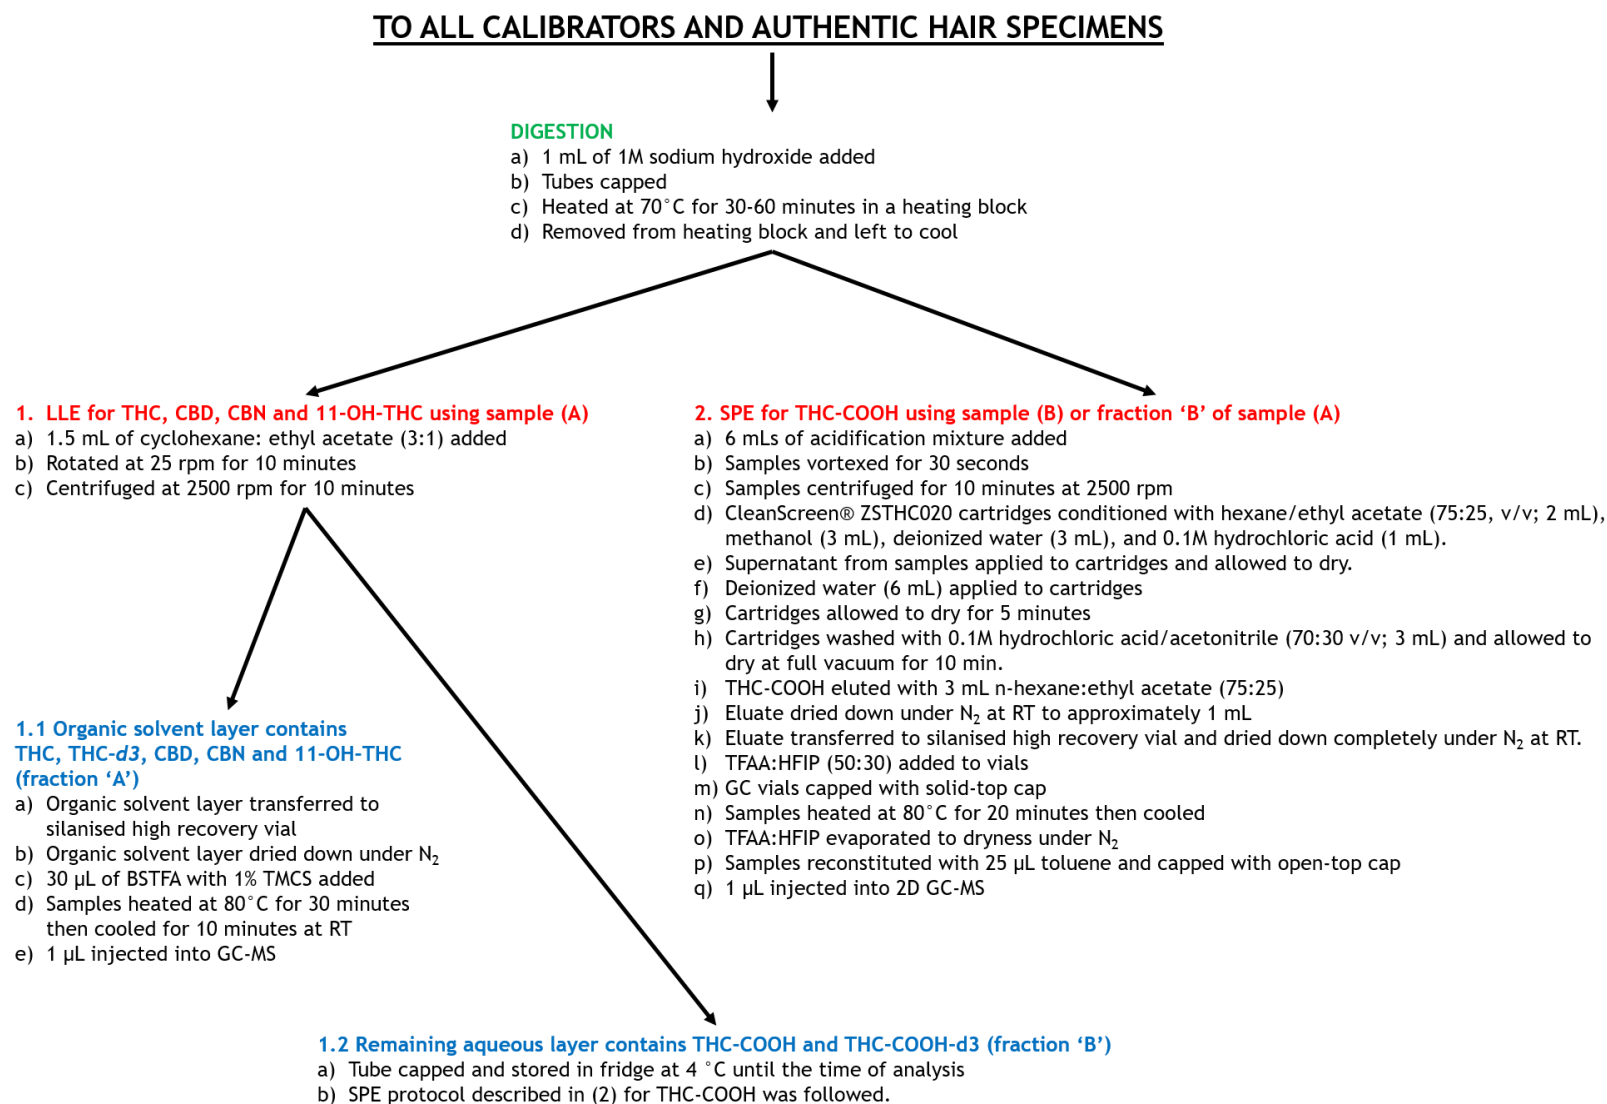 TO ALL CALIBRATORS AND AUTHENTIC HAIR SPECIMENS
DIGESTION
a) 1 mL of 1M sodium hydroxide added
b) Tubes capped
c) Heated at 70°C for 30-60 minutes in a heating block
d) Removed from heating block and left to cool
1. LLE for THC, CBD, CBN and 11-OH-THC using sample (A)
a) 1.5 mL of cyclohexane: ethyl acetate (3:1) added
b) Rotated at 25 rpm for 10 minutes
c) Centrifuged at 2500 rpm for 10 minutes
2. SPE for THC-COOH using sample (B) or fraction ‘B’ of sample (A)
a) 6 mLs of acidification mixture added
b) Samples vortexed for 30 seconds
c) Samples centrifuged for 10 minutes at 2500 rpm
d) CleanScreen® ZSTHC020 cartridges conditioned with hexane/ethyl acetate (75:25, v/v; 2 mL),
methanol (3 mL), deionized water (3 mL), and 0.1M hydrochloric acid (1 mL).
e) Supernatant from samples applied to cartridges and allowed to dry.
f) Deionized water (6 mL) applied to cartridges
g) Cartridges allowed to dry for 5 minutes
h) Cartridges washed with 0.1M hydrochloric acid/acetonitrile (70:30 v/v; 3 mL) and allowed to
dry at full vacuum for 10 min.
i) THC-COOH eluted with 3 mL n-hexane:ethyl acetate (75:25)
j) Eluate dried down under N₂ at RT to approximately 1 mL
k) Eluate transferred to silanised high recovery vial and dried down completely under N₂ at RT.
l) TFAA:HFIP (50:30) added to vials
m) GC vials capped with solid-top cap
n) Samples heated at 80°C for 20 minutes then cooled
o) TFAA:HFIP evaporated to dryness under N₂
p) Samples reconstituted with 25 µL toluene and capped with open-top cap
q) 1 µL injected into 2D GC-MS
1.1 Organic solvent layer contains
THC, THC-d3, CBD, CBN and 11-OH-THC
(fraction ‘A’)
a) Organic solvent layer transferred to
silanised high recovery vial
b) Organic solvent layer dried down under N₂
c) 30 µL of BSTFA with 1% TMCS added
d) Samples heated at 80°C for 30 minutes
then cooled for 10 minutes at RT
e) 1 µL injected into GC-MS
1.2 Remaining aqueous layer contains THC-COOH and THC-COOH-d3 (fraction ‘B’)
a) Tube capped and stored in fridge at 4 °C until the time of analysis
b) SPE protocol described in (2) for THC-COOH was followed.